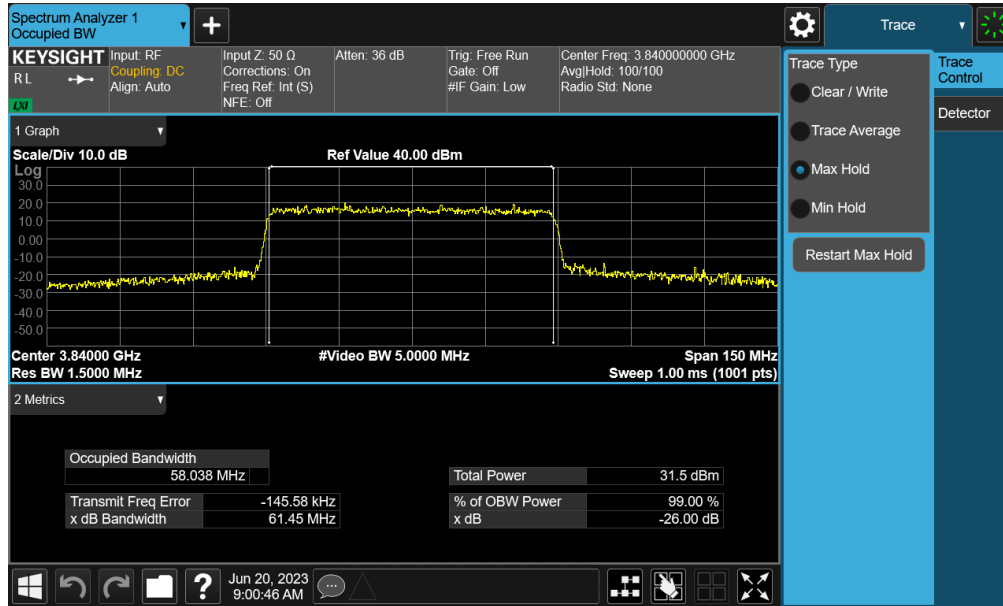 Spectrum Analyzer 1
Occupied BW
+
Trace
KEYSIGHT
R L
LXI
Input: RF
Coupling: DC
Align: Auto
Input Z: 50 Ω
Corrections: On
Freq Ref: Int (S)
NFE: Off
Atten: 36 dB
Trig: Free Run
Gate: Off
#IF Gain: Low
Center Freq: 3.840000000 GHz
Avg|Hold: 100/100
Radio Std: None
Trace Type
Clear / Write
Trace Average
Max Hold
Min Hold
Restart Max Hold
Trace
Control
Detector
1 Graph
Scale/Div 10.0 dB
Ref Value 40.00 dBm
Log
30.0
20.0
10.0
0.00
-10.0
-20.0
-30.0
-40.0
-50.0
Center 3.84000 GHz
#Video BW 5.0000 MHz
Span 150 MHz
Res BW 1.5000 MHz
Sweep 1.00 ms (1001 pts)
2 Metrics
Occupied Bandwidth
58.038 MHz
Total Power 31.5 dBm
Transmit Freq Error -145.58 kHz
% of OBW Power 99.00 %
x dB Bandwidth 61.45 MHz
x dB -26.00 dB
?
Jun 20, 2023
9:00:46 AM